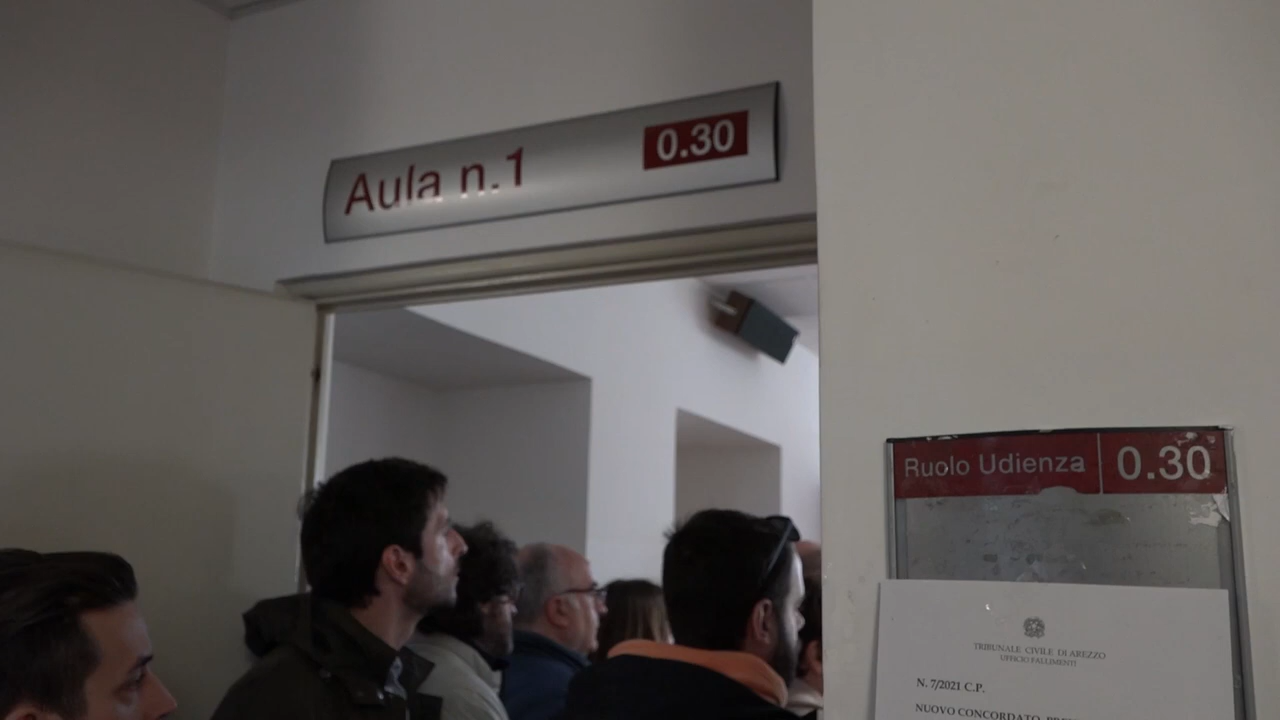 Aula n.1 0.30
Ruolo Udienza 0.30
TRIBUNALE CIVILE DI AREZZO
UFFICIO FALLIMENTI
N. 7/2021 C.P.
NUOVO CONCORDATO